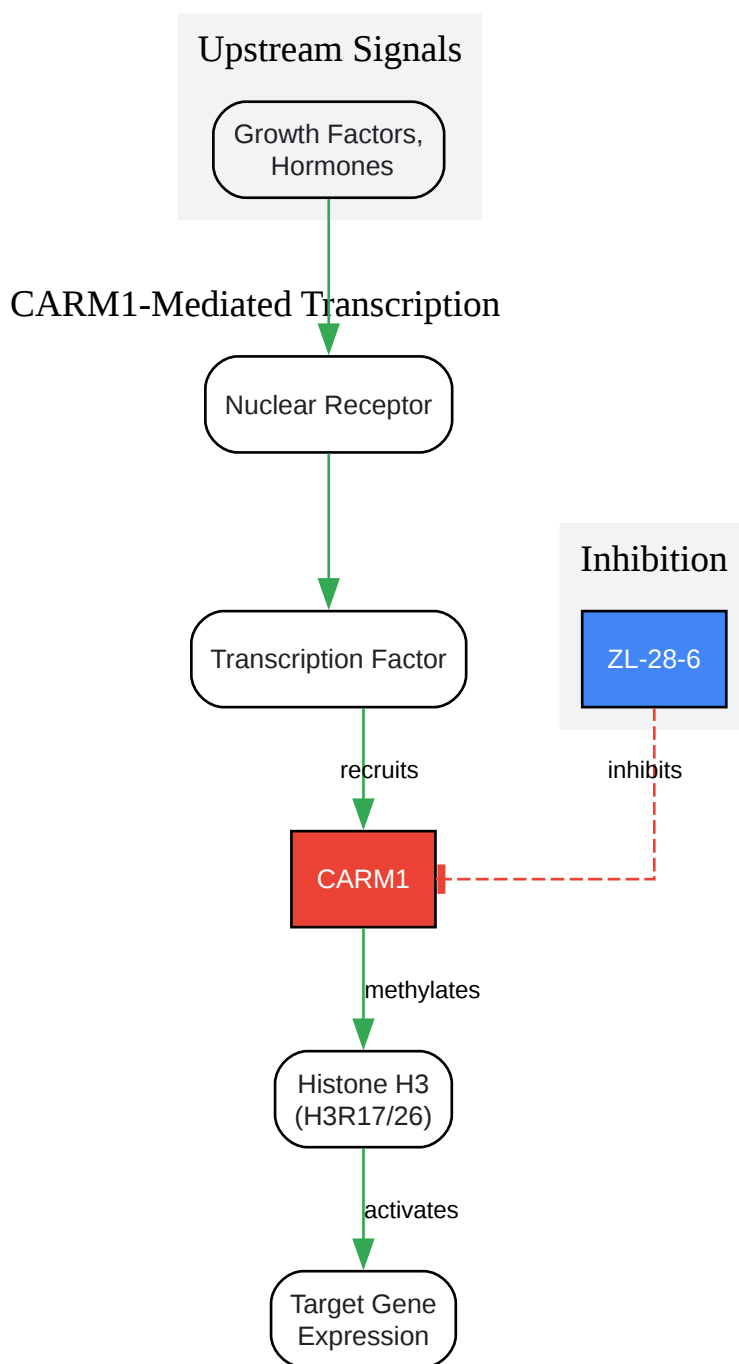 Upstream Signals
Growth Factors,
Hormones
CARM1-Mediated Transcription
Nuclear Receptor
Inhibition
Transcription Factor
ZL-28-6
recruits
inhibits
CARM1
methylates
Histone H3
(H3R17/26)
activates
Target Gene
Expression